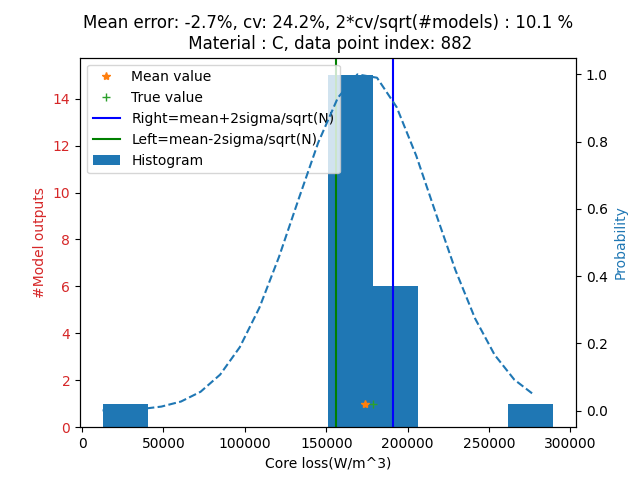 Mean error: -2.7%, cv: 24.2%, 2*cv/sqrt(#models) : 10.1 %
Material : C, data point index: 882
Mean value
True value
Right=mean+2sigma/sqrt(N)
Left=mean-2sigma/sqrt(N)
Histogram
#Model outputs
14
12
10
8
6
4
2
0
1.0
0.8
0.6
0.4
0.2
0.0
Probability
0 50000 100000 150000 200000 250000 300000
Core loss(W/m^3)